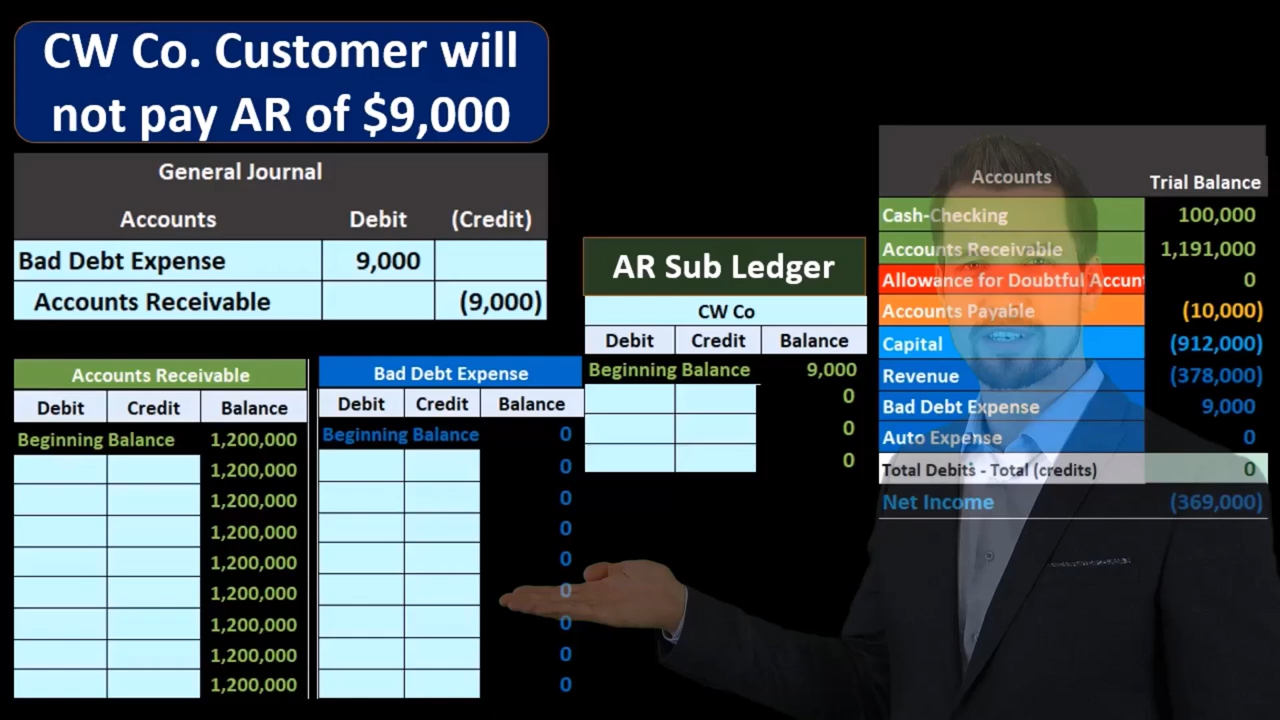 CW Co. Customer will
not pay AR of $9,000
General Journal
Accounts Debit (Credit)
Bad Debt Expense 9,000
Accounts Receivable (9,000)
Accounts Receivable
Debit Credit Balance
Beginning Balance 1,200,000
1,200,000
1,200,000
1,200,000
1,200,000
1,200,000
1,200,000
1,200,000
1,200,000
Bad Debt Expense
Debit Credit Balance
Beginning Balance 0
0
0
0
0
0
0
0
0
AR Sub Ledger
CW Co
Debit Credit Balance
Beginning Balance 9,000
0
0
0
Accounts Trial Balance
Cash-Checking 100,000
Accounts Receivable 1,191,000
Allowance for Doubtful Accunt 0
Accounts Payable (10,000)
Capital (912,000)
Revenue (378,000)
Bad Debt Expense 9,000
Auto Expense 0
Total Debits - Total (credits) 0
Net Income (369,000)